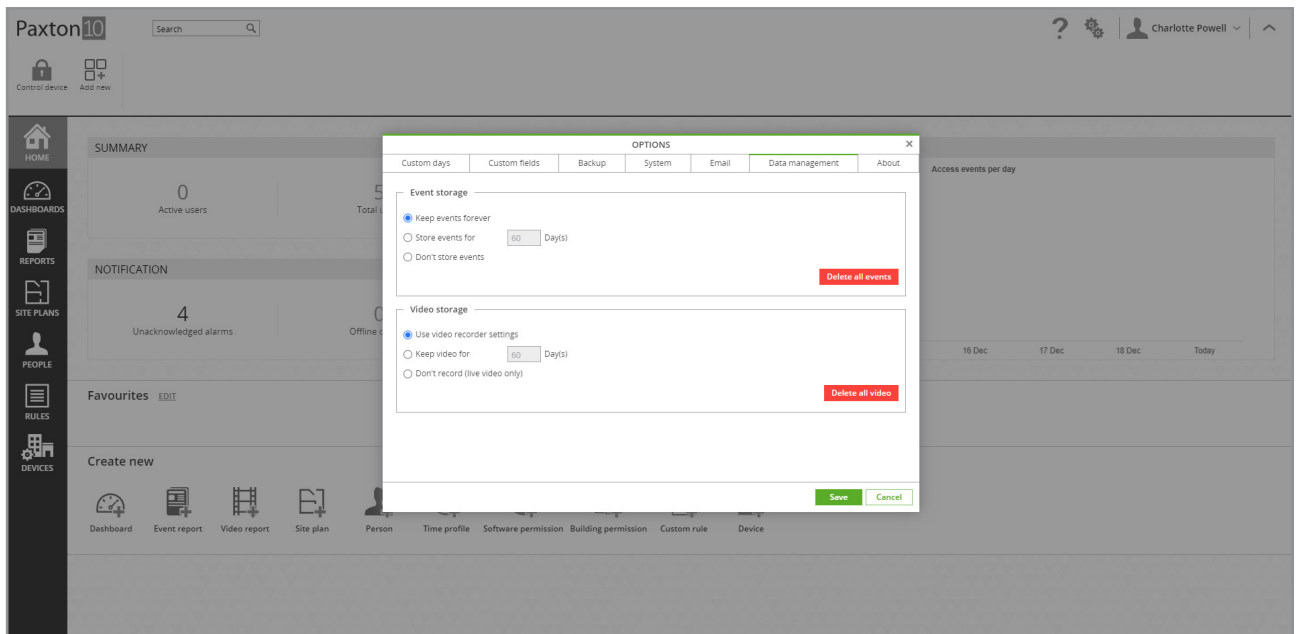 Paxton10
Search
Charlotte Powell
Control device
Add new
HOME
DASHBOARDS
REPORTS
SITE PLANS
PEOPLE
RULES
DEVICES
SUMMARY
0
Active users
5
Total
NOTIFICATION
4
Unacknowledged alarms
0
Offline
Access events per day
16 Dec 17 Dec 18 Dec Today
Favourites EDIT
Create new
Dashboard Event report Video report Site plan Person Time profile Software permission Building permission Custom rule Device
OPTIONS
Custom days Custom fields Backup System Email Data management About
Event storage
Keep events forever
Store events for 60 Day(s)
Don't store events
Delete all events
Video storage
Use video recorder settings
Keep video for 60 Day(s)
Don't record (live video only)
Delete all video
Save Cancel